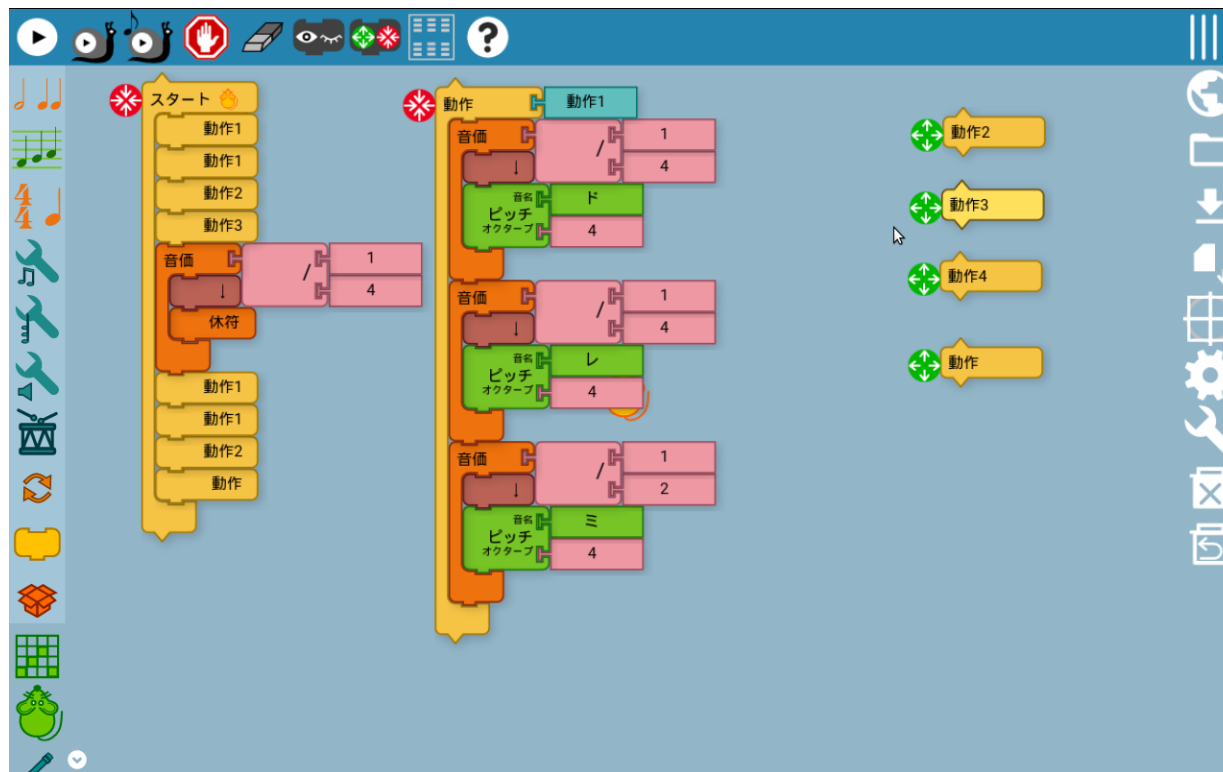 ?
4
4
スタート
動作1
動作1
動作2
動作3
音価
/
1
4
休符
動作1
動作1
動作2
動作
動作
動作1
音価
/
1
4
音名
ピッチ
オクターブ
ド
4
音価
/
1
4
音名
ピッチ
オクターブ
レ
4
音価
/
1
2
音名
ピッチ
オクターブ
ミ
4
動作2
動作3
動作4
動作